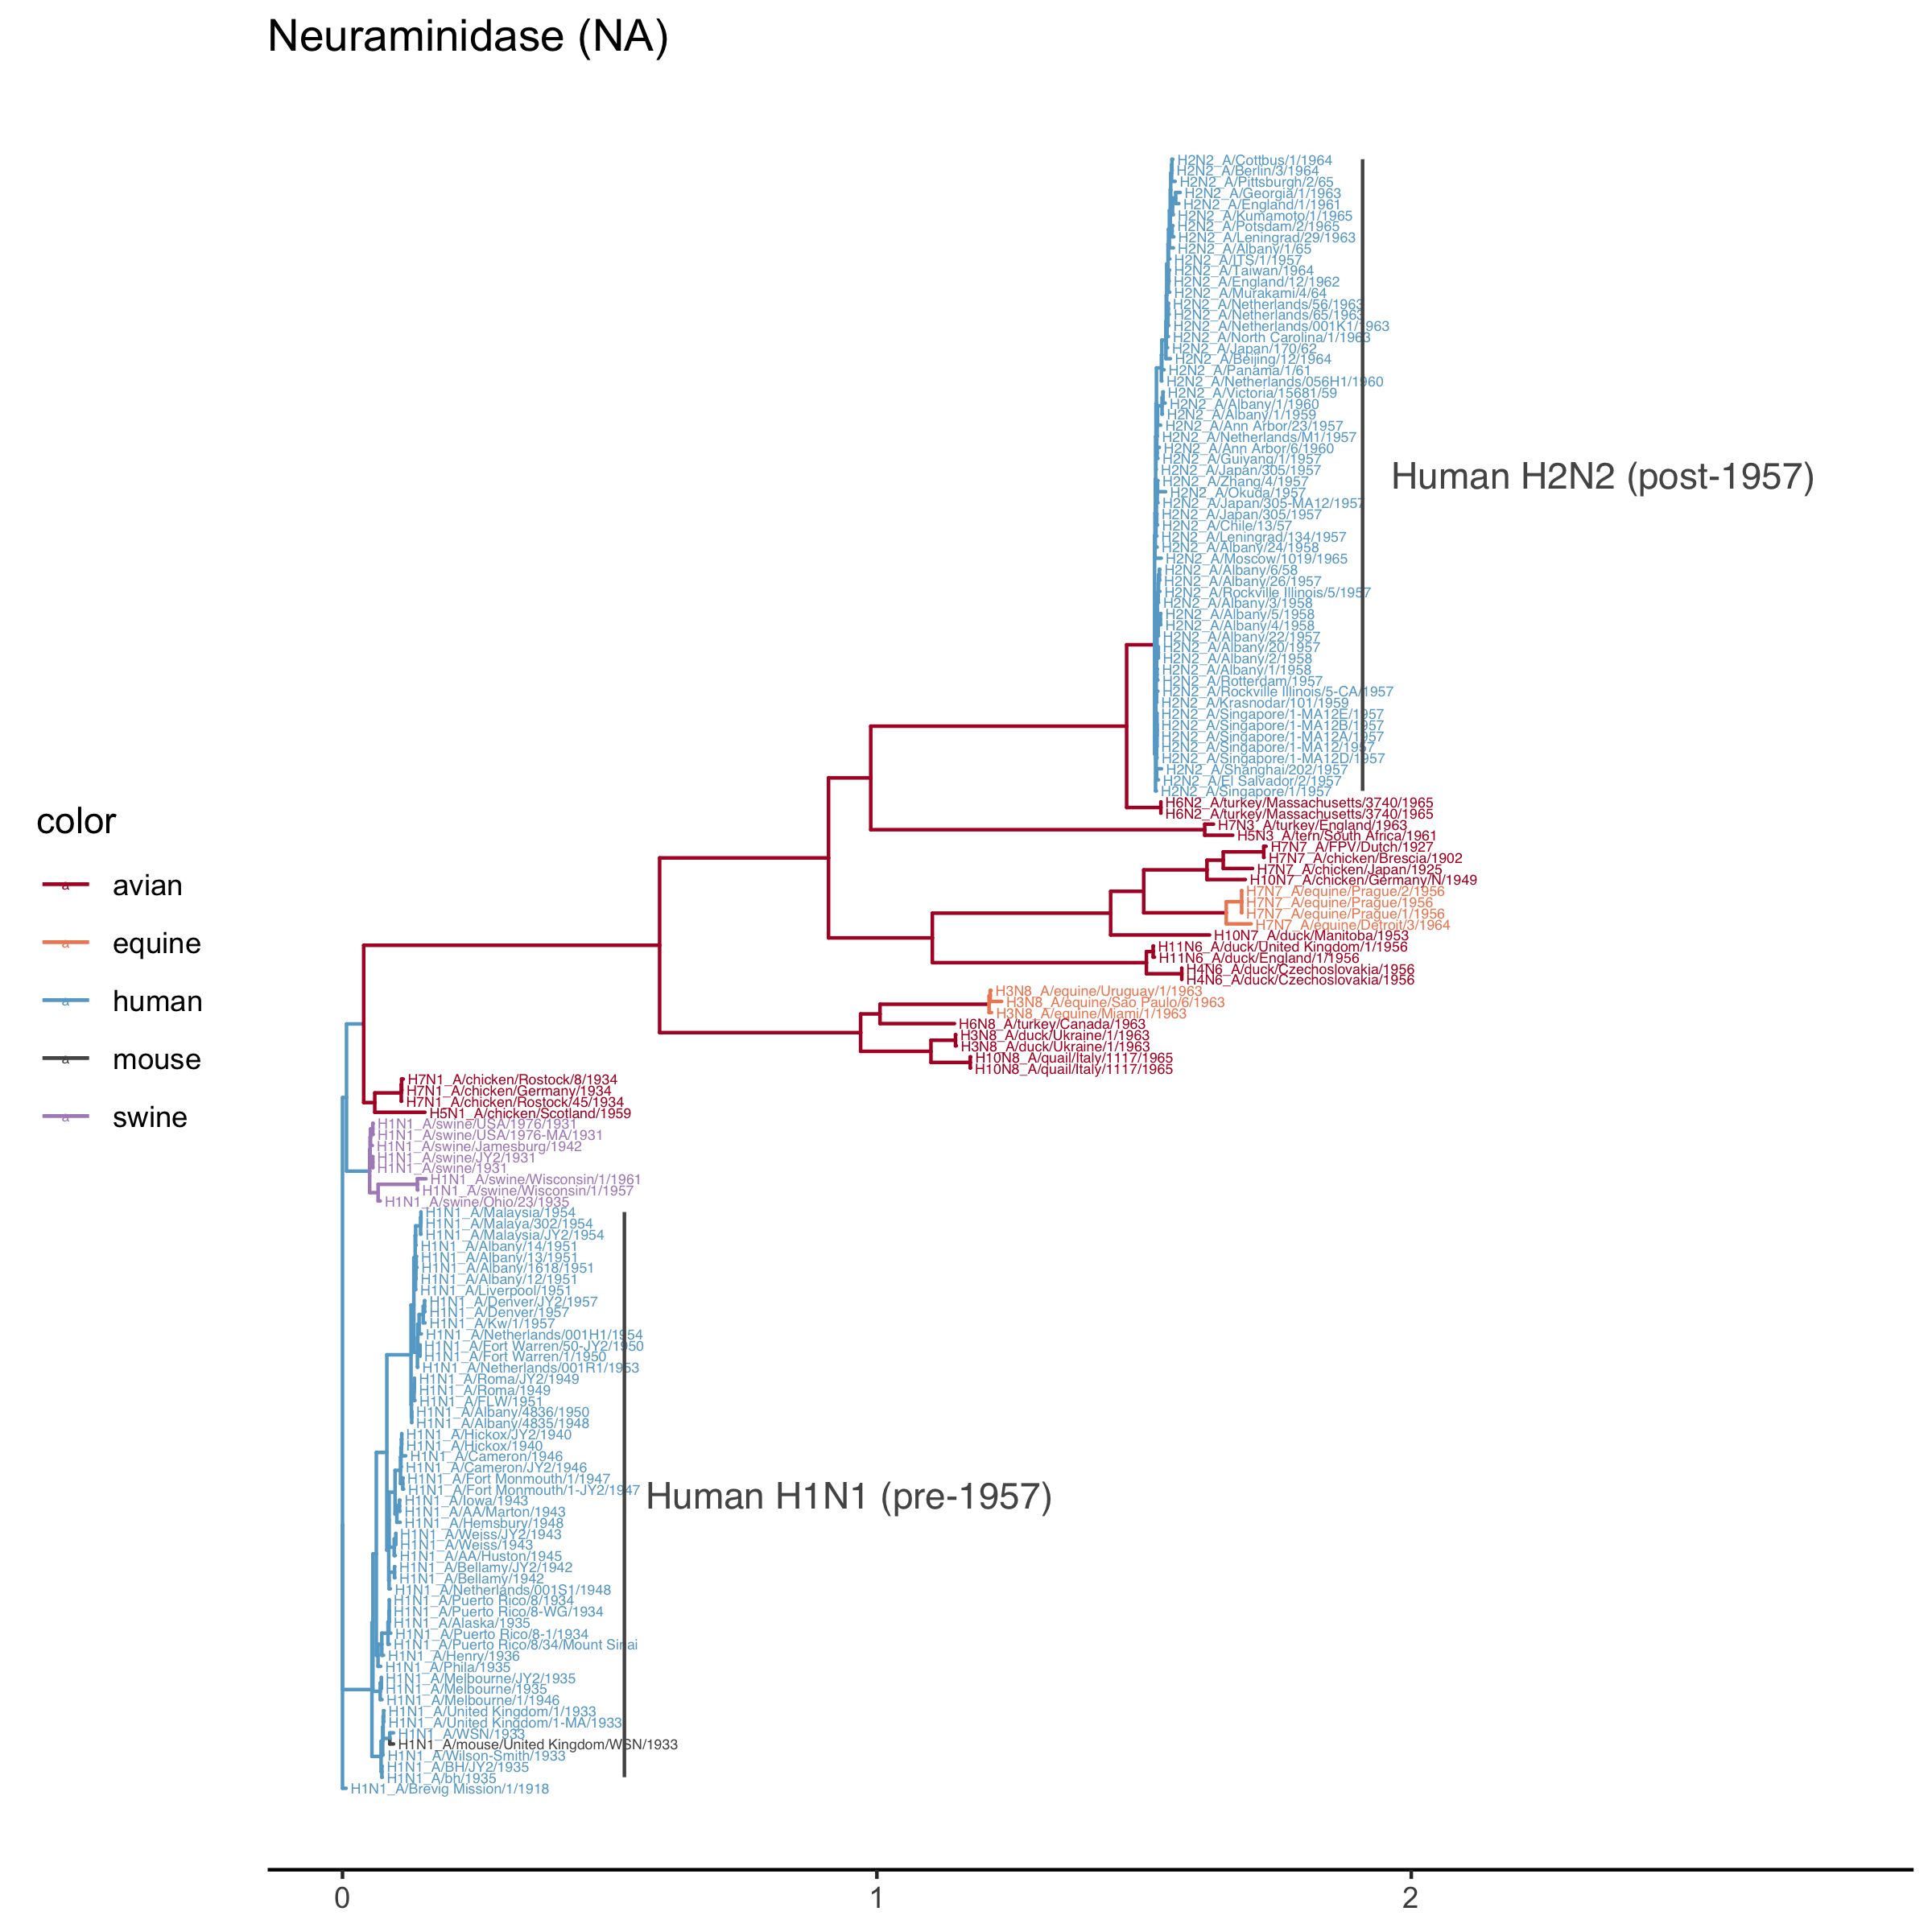 Neuraminidase (NA)
H2N2_A/Cottbus/1/1964
H2N2_A/Berlin/3/1964
H2N2_A/Pittsburgh/2/65
H2N2_A/Georgia/1/1963
H2N2_A/England/1/1961
H2N2_A/Kumamoto/1/1965
H2N2_A/Potsdam/2/1965
H2N2_A/Leningrad/29/1963
H2N2_A/Albany/1/65
H2N2_A/ITS/1/1957
H2N2_A/Taiwan/1964
H2N2_A/England/12/1962
H2N2_A/Murakami/4/64
H2N2_A/Netherlands/56/1963
H2N2_A/Netherlands/65/1963
H2N2_A/Netherlands/001K1/1963
H2N2_A/North Carolina/1/1963
H2N2_A/Japan/170/62
H2N2_A/Beijing/12/1964
H2N2_A/Panama/1/61
H2N2_A/Netherlands/056H1/1960
H2N2_A/Victoria/15681/59
H2N2_A/Albany/1/1960
H2N2_A/Albany/1/1959
H2N2_A/Ann Arbor/23/1957
H2N2_A/Netherlands/M1/1957
H2N2_A/Ann Arbor/6/1960
H2N2_A/Guiyang/1/1957
H2N2_A/Japan/305/1957
Human H2N2 (post-1957)
H2N2_A/Zhang/4/1957
H2N2_A/Okuda/1957
H2N2_A/Japan/305-MA12/1957
H2N2_A/Japan/305/1957
H2N2_A/Chile/13/57
H2N2_A/Leningrad/134/1957
H2N2_A/Albany/24/1958
H2N2_A/Moscow/1019/1965
H2N2_A/Albany/6/58
H2N2_A/Albany/26/1957
H2N2_A/Rockville Illinois/5/1957
H2N2_A/Albany/3/1958
H2N2_A/Albany/5/1958
H2N2_A/Albany/4/1958
H2N2_A/Albany/22/1957
H2N2_A/Albany/20/1957
H2N2_A/Albany/2/1958
H2N2_A/Albany/1/1958
H2N2_A/Rotterdam/1957
H2N2_A/Rockville Illinois/5-CA/1957
H2N2_A/Krasnodar/101/1959
H2N2_A/Singapore/1-MA12E/1957
H2N2_A/Singapore/1-MA12B/1957
H2N2_A/Singapore/1-MA12A/1957
H2N2_A/Singapore/1-MA12/1957
H2N2_A/Singapore/1-MA12D/1957
H2N2_A/Shanghai/202/1957
H2N2_A/El Salvador/2/1957
H2N2_A/Singapore/1/1957
H6N2_A/turkey/Massachusetts/3740/1965
H6N2_A/turkey/Massachusetts/3740/1965
H7N3_A/turkey/England/1963
H5N3_A/tern/South Africa/1961
H7N7_A/FPV/Dutch/1927
H7N7_A/chicken/Brescia/1902
H7N7_A/chicken/Japan/1925
H10N7_A/chicken/Germany/N/1949
H7N7_A/equine/Prague/2/1956
H7N7_A/equine/Prague/1956
H7N7_A/equine/Prague/1/1956
H7N7_A/equine/Detroit/3/1964
H10N7_A/duck/Manitoba/1953
H11N6_A/duck/United Kingdom/1/1956
H11N6_A/duck/England/1/1956
H4N6_A/duck/Czechoslovakia/1956
H4N6_A/duck/Czechoslovakia/1956
H3N8_A/equine/Uruguay/1/1963
H3N8_A/equine/Sao Paulo/6/1963
H3N8_A/equine/Miami/1/1963
H6N8_A/turkey/Canada/1963
H3N8_A/duck/Ukraine/1/1963
H3N8_A/duck/Ukraine/1/1963
H10N8_A/quail/Italy/1117/1965
H10N8_A/quail/Italy/1117/1965
H7N1_A/chicken/Rostock/8/1934
H7N1_A/chicken/Germany/1934
H7N1_A/chicken/Rostock/45/1934
H5N1_A/chicken/Scotland/1959
H1N1_A/swine/USA/1976/1931
H1N1_A/swine/USA/1976-MA/1931
H1N1_A/swine/Jamesburg/1942
H1N1_A/swine/JY2/1931
H1N1_A/swine/1931
H1N1_A/swine/Wisconsin/1/1961
H1N1_A/swine/Wisconsin/1/1957
H1N1_A/swine/Ohio/23/1935
H1N1_A/Malaysia/1954
H1N1_A/Malaya/302/1954
H1N1_A/Malaysia/JY2/1954
H1N1_A/Albany/14/1951
H1N1_A/Albany/13/1951
H1N1_A/Albany/1618/1951
H1N1_A/Albany/12/1951
H1N1_A/Liverpool/1951
H1N1_A/Denver/JY2/1957
H1N1_A/Denver/1957
H1N1_A/Kw/1/1957
H1N1_A/Netherlands/001H1/1954
H1N1_A/Fort Warren/50-JY2/1950
H1N1_A/Fort Warren/1/1950
H1N1_A/Netherlands/001R1/1953
H1N1_A/Roma/JY2/1949
H1N1_A/Roma/1949
H1N1_A/FLW/1951
H1N1_A/Albany/4836/1950
H1N1_A/Albany/4835/1948
H1N1_A/Hickox/JY2/1940
H1N1_A/Hickox/1940
H1N1_A/Cameron/1946
H1N1_A/Cameron/JY2/1946
H1N1_A/Fort Monmouth/1/1947
H1N1_A/Fort Monmouth/1-JY2/1947
Human H1N1 (pre-1957)
H1N1_A/Iowa/1943
H1N1_A/AA/Marton/1943
H1N1_A/Hemsbury/1948
H1N1_A/Weiss/JY2/1943
H1N1_A/Weiss/1943
H1N1_A/AA/Huston/1945
H1N1_A/Bellamy/JY2/1942
H1N1_A/Bellamy/1942
H1N1_A/Netherlands/001S1/1948
H1N1_A/Puerto Rico/8/1934
H1N1_A/Puerto Rico/8-WG/1934
H1N1_A/Alaska/1935
H1N1_A/Puerto Rico/8-1/1934
H1N1_A/Puerto Rico/8/34/Mount Sinai
H1N1_A/Henry/1936
H1N1_A/Phila/1935
H1N1_A/Melbourne/JY2/1935
H1N1_A/Melbourne/1935
H1N1_A/Melbourne/1/1946
H1N1_A/United Kingdom/1/1933
H1N1_A/United Kingdom/1-MA/1933
H1N1_A/WSN/1933
H1N1_A/mouse/United Kingdom/WSN/1933
H1N1_A/Wilson-Smith/1933
H1N1_A/BH/JY2/1935
H1N1_A/bh/1935
H1N1_A/Brevig Mission/1/1918
color
a avian
a equine
a human
a mouse
a swine
0 1 2